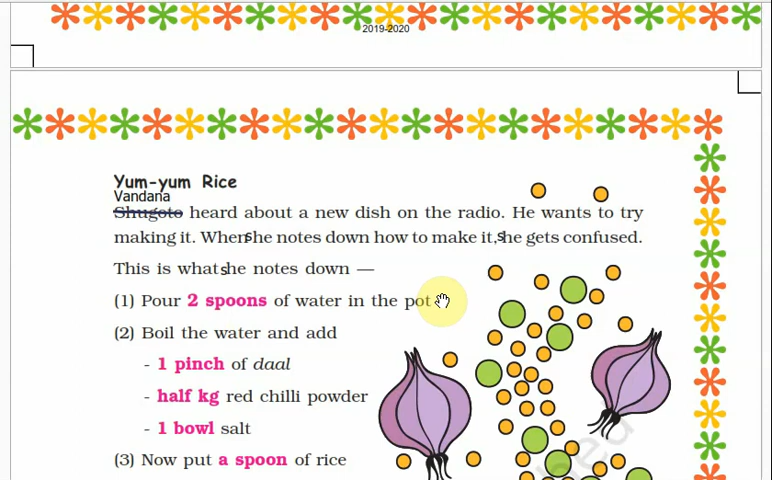 2019-2020
Yum-yum Rice
Vandana
Shugoto heard about a new dish on the radio. He wants to try
making it. When she notes down how to make it, she gets confused.
This is what she notes down —
(1) Pour 2 spoons of water in the pot
(2) Boil the water and add
- 1 pinch of daal
- half kg red chilli powder
- 1 bowl salt
(3) Now put a spoon of rice